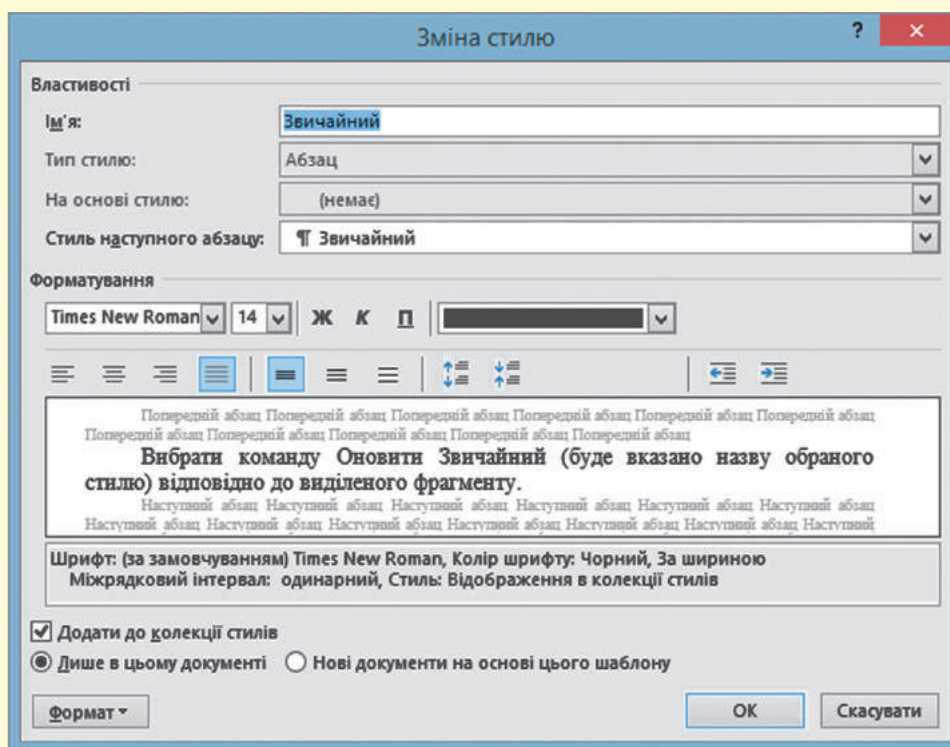 Зміна стилю ?
Властивості
Ім'я: Звичайний
Тип стилю: Абзац
На основі стилю: (немає)
Стиль наступного абзацу: ¶ Звичайний
Форматування
Times New Roman 14 Ж К П
Попередній абзац Попередній абзац Попередній абзац Попередній абзац Попередній абзац Попередній абзац
Попередній абзац Попередній абзац Попередній абзац Попередній абзац Попередній абзац
Вибрати команду Оновити Звичайний (буде вказано назву обраного
стилю) відповідно до виділеного фрагменту.
Наступний абзац Наступний абзац Наступний абзац Наступний абзац Наступний абзац Наступний абзац
Наступний абзац Наступний абзац Наступний абзац Наступний абзац Наступний абзац Наступний абзац Наступний
Шрифт: (за замовчуванням) Times New Roman, Колір шрифту: Чорний, За шириною
Міжрядковий інтервал: одинарний, Стиль: Відображення в колекції стилів
Додати до колекції стилів
Лише в цьому документі Нові документи на основі цього шаблону
Формат OK Скасувати